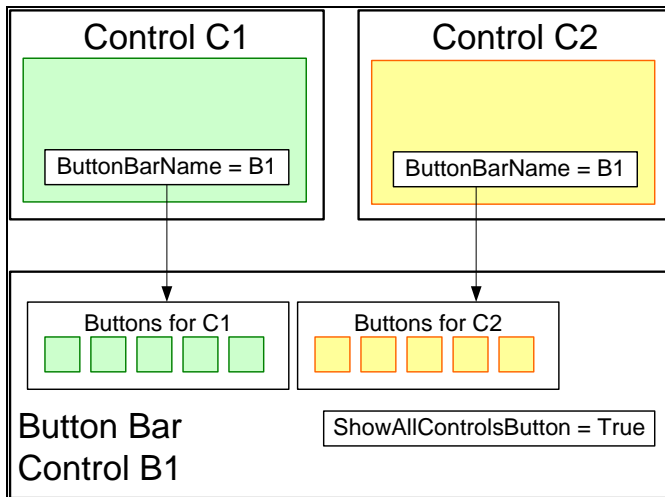 Control C1
Control C2
ButtonBarName = B1
ButtonBarName = B1
Buttons for C1
Buttons for C2
Button Bar
Control B1
ShowAllControlsButton = True